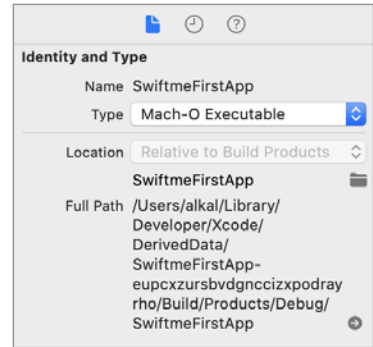 Identity and Type
Name SwiftmeFirstApp
Type Mach-O Executable
Location Relative to Build Products
SwiftmeFirstApp
Full Path /Users/alkal/Library/
Developer/Xcode/
DerivedData/
SwiftmeFirstApp-
eupcxzursbvdgnccizxpodray
rho/Build/Products/Debug/
SwiftmeFirstApp